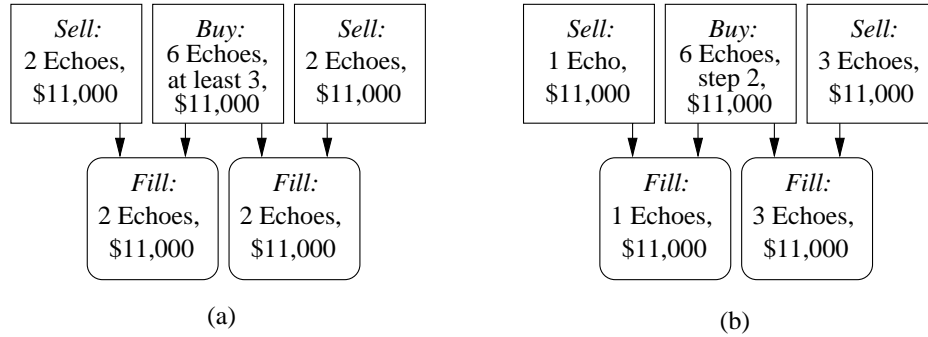 Sell:
2 Echoes,
$11,000
Buy:
6 Echoes,
at least 3,
$11,000
Sell:
2 Echoes,
$11,000
Fill:
2 Echoes,
$11,000
Fill:
2 Echoes,
$11,000
(a)
Sell:
1 Echo,
$11,000
Buy:
6 Echoes,
step 2,
$11,000
Sell:
3 Echoes,
$11,000
Fill:
1 Echoes,
$11,000
Fill:
3 Echoes,
$11,000
(b)